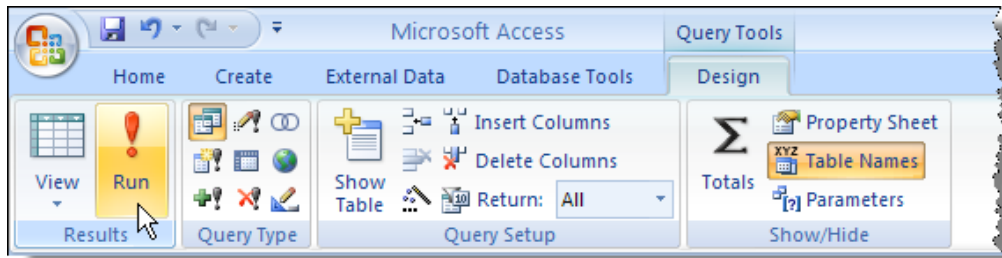 Microsoft Access
Query Tools
Home
Create
External Data
Database Tools
Design
View
Run
Results
Query Type
Show Table
Insert Columns
Delete Columns
Return: All
Query Setup
Totals
XYZ
Property Sheet
Table Names
Parameters
Show/Hide